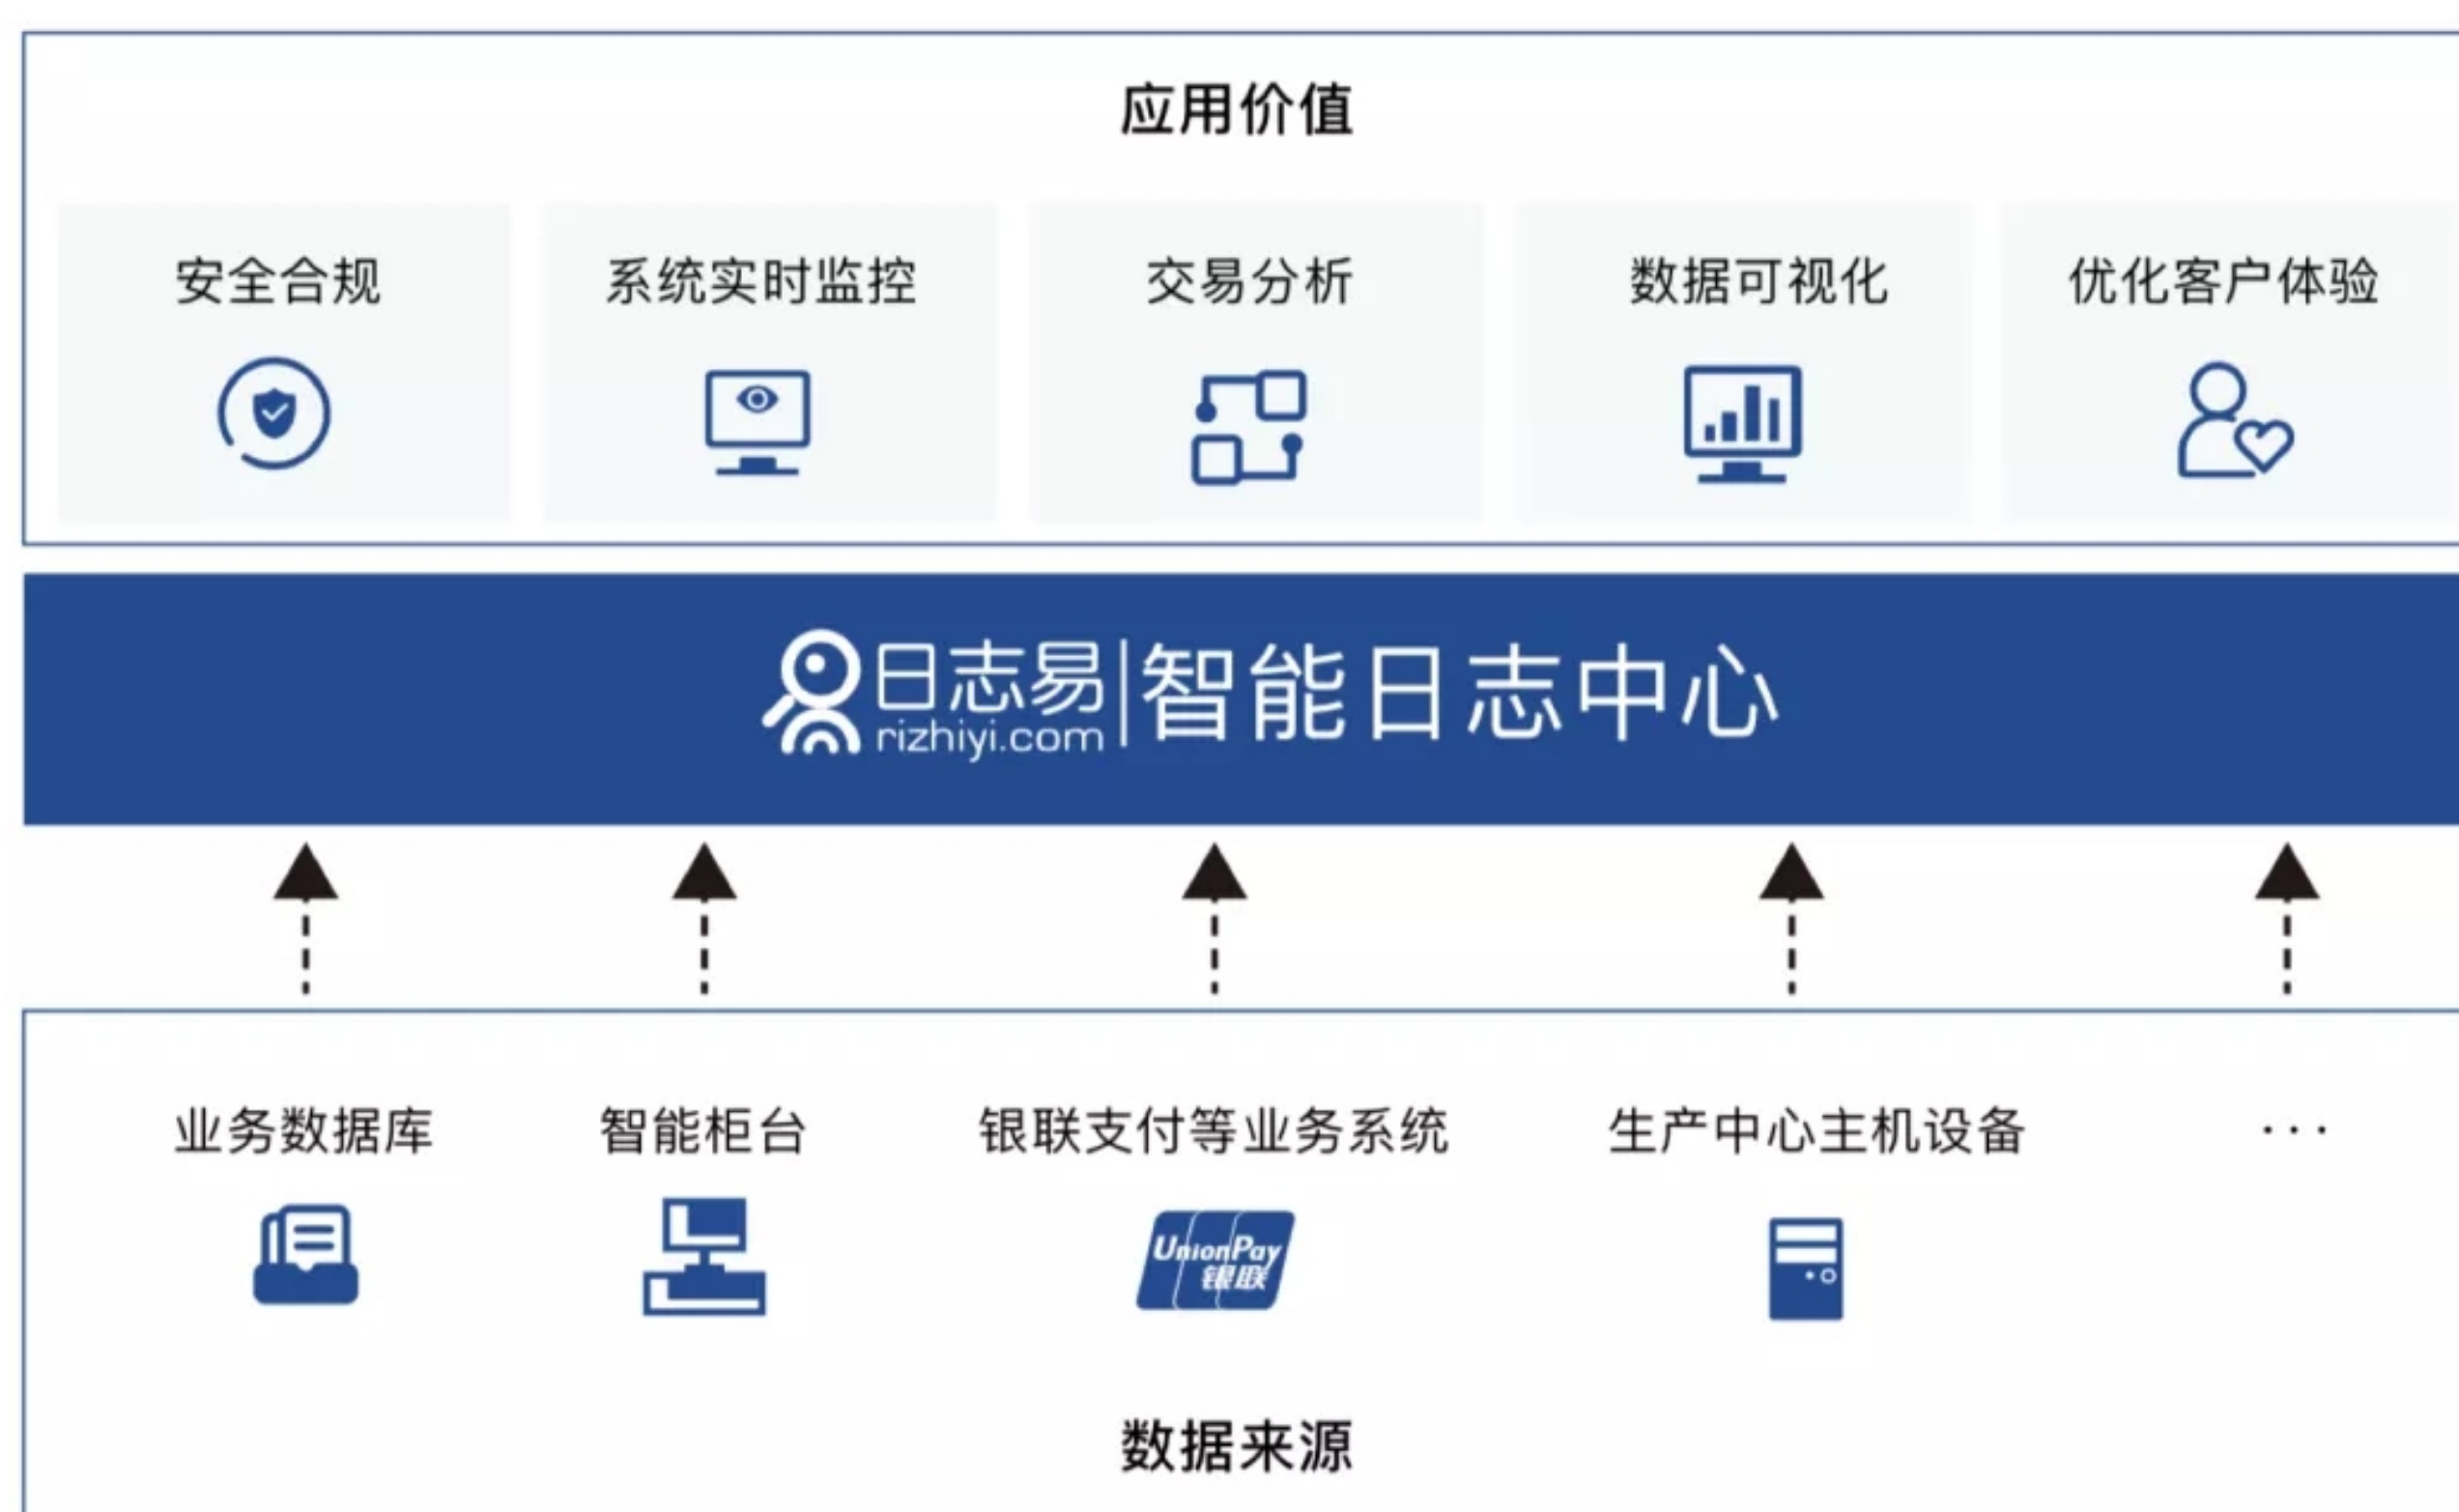 应用价值
安全合规
系统实时监控
交易分析
数据可视化
优化客户体验
日志易
rizhiyi.com
智能日志中心
业务数据库
智能柜台
银联支付等业务系统
生产中心主机设备
···
UnionPay
银联
数据来源